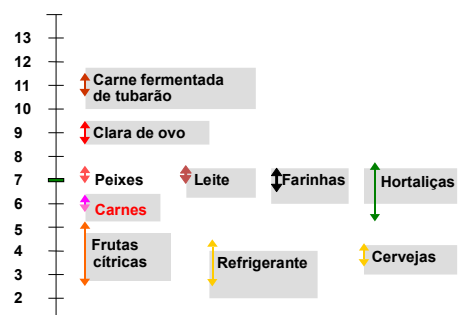 13
12
11
10
9
8
7
6
5
4
3
2
Carne fermentada
de tubarão
Clara de ovo
Peixes
Leite
Farinhas
Hortaliças
Carnes
Frutas
cítricas
Refrigerante
Cervejas